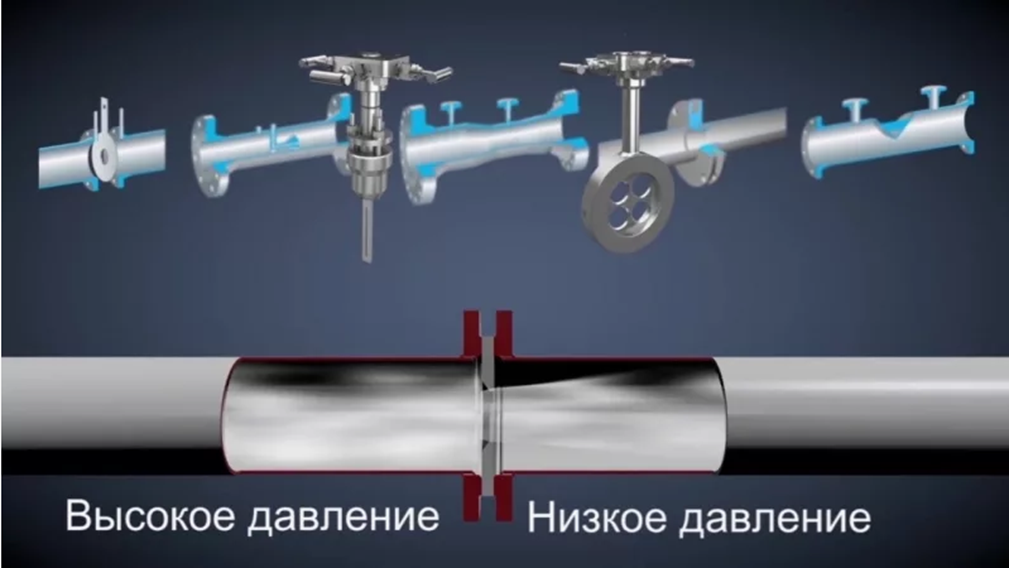 Высокое давление
Низкое давление